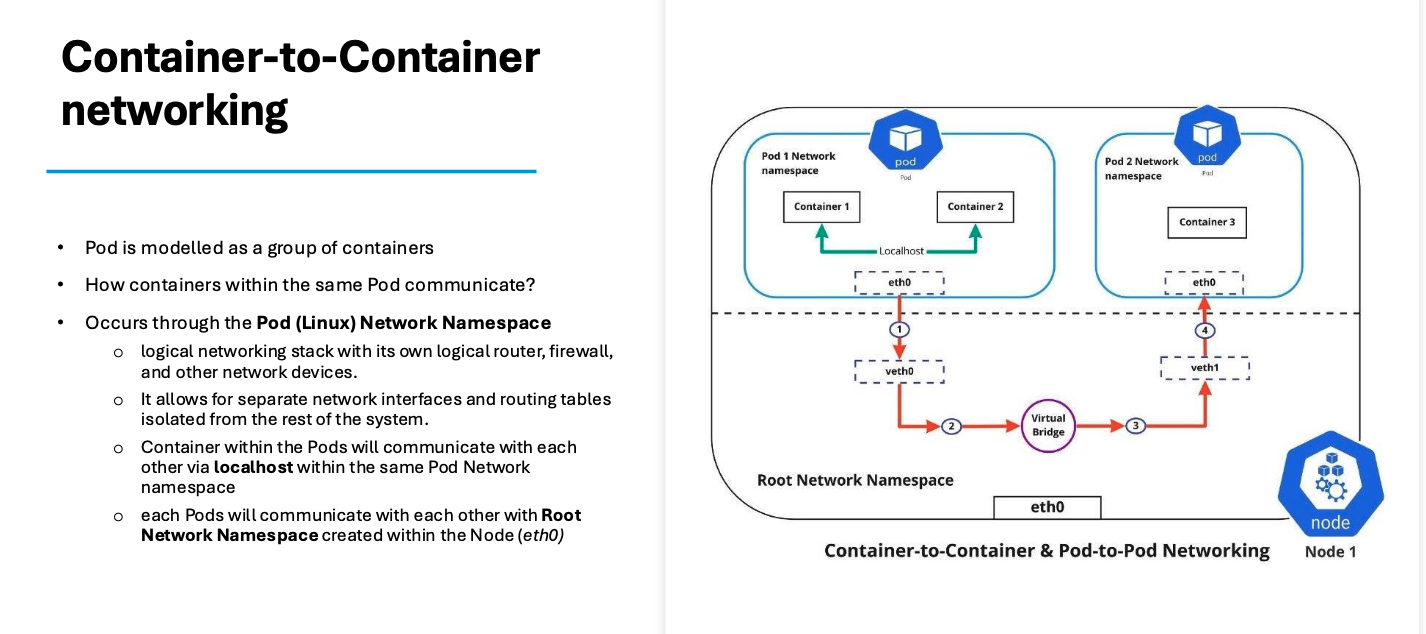 Container-to-Container
networking
• Pod is modelled as a group of containers
• How containers within the same Pod communicate?
• Occurs through the Pod (Linux) Network Namespace
o logical networking stack with its own logical router, firewall,
and other network devices.
o It allows for separate network interfaces and routing tables
isolated from the rest of the system.
o Container within the Pods will communicate with each
other via localhost within the same Pod Network
namespace
o each Pods will communicate with each other with Root
Network Namespace created within the Node (eth0)
pod
Pod
Pod 1 Network
namespace
Container 1
Container 2
Localhost
eth0
pod
Pod
Pod 2 Network
namespace
Container 3
eth0
1
4
veth0
veth1
2
Virtual
Bridge
3
Root Network Namespace
eth0
node
Container-to-Container & Pod-to-Pod Networking
Node 1